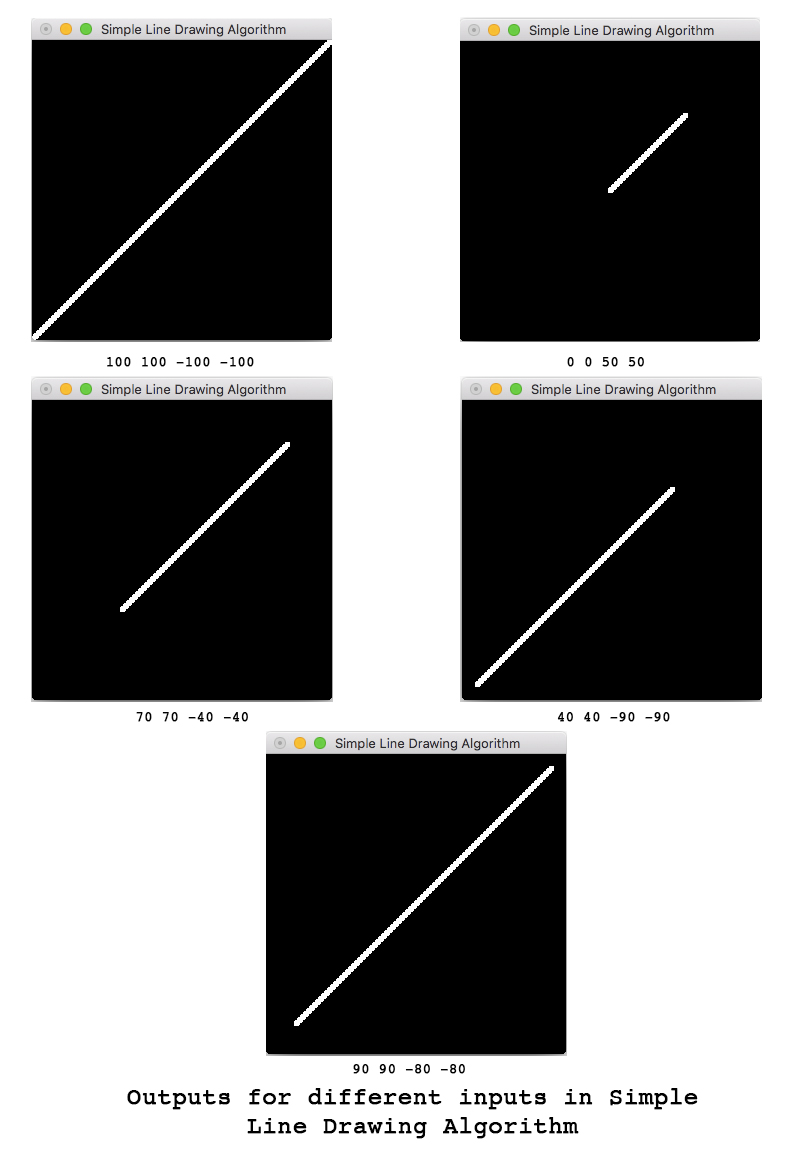 Simple Line Drawing Algorithm
Simple Line Drawing Algorithm
100 100 -100 -100
0 0 50 50
Simple Line Drawing Algorithm
Simple Line Drawing Algorithm
70 70 -40 -40
40 40 -90 -90
Simple Line Drawing Algorithm
90 90 -80 -80
Outputs for different inputs in Simple
Line Drawing Algorithm